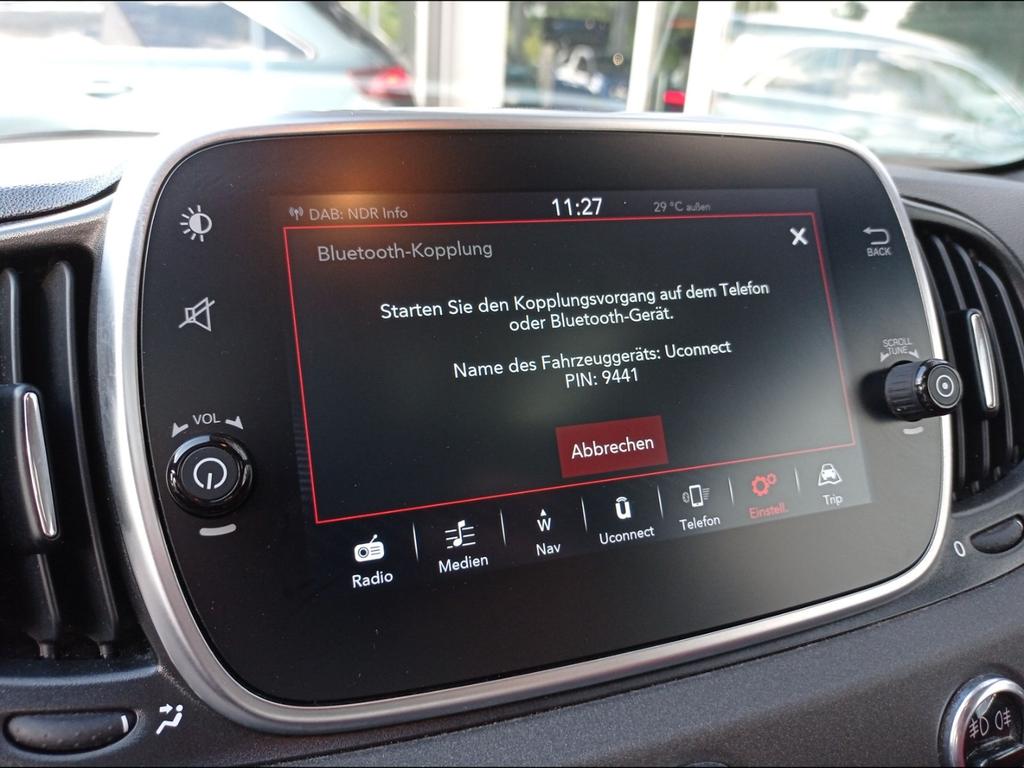 DAB: NDR Info 11:27 29 °C außen
Bluetooth-Kopplung
BACK
Starten Sie den Kopplungsvorgang auf dem Telefon
oder Bluetooth-Gerät.
Name des Fahrzeuggeräts: Uconnect
PIN: 9441
SCROLL
TUNE
VOL
Abbrechen
Radio Medien Nav Uconnect Telefon Einstell. Trip
0